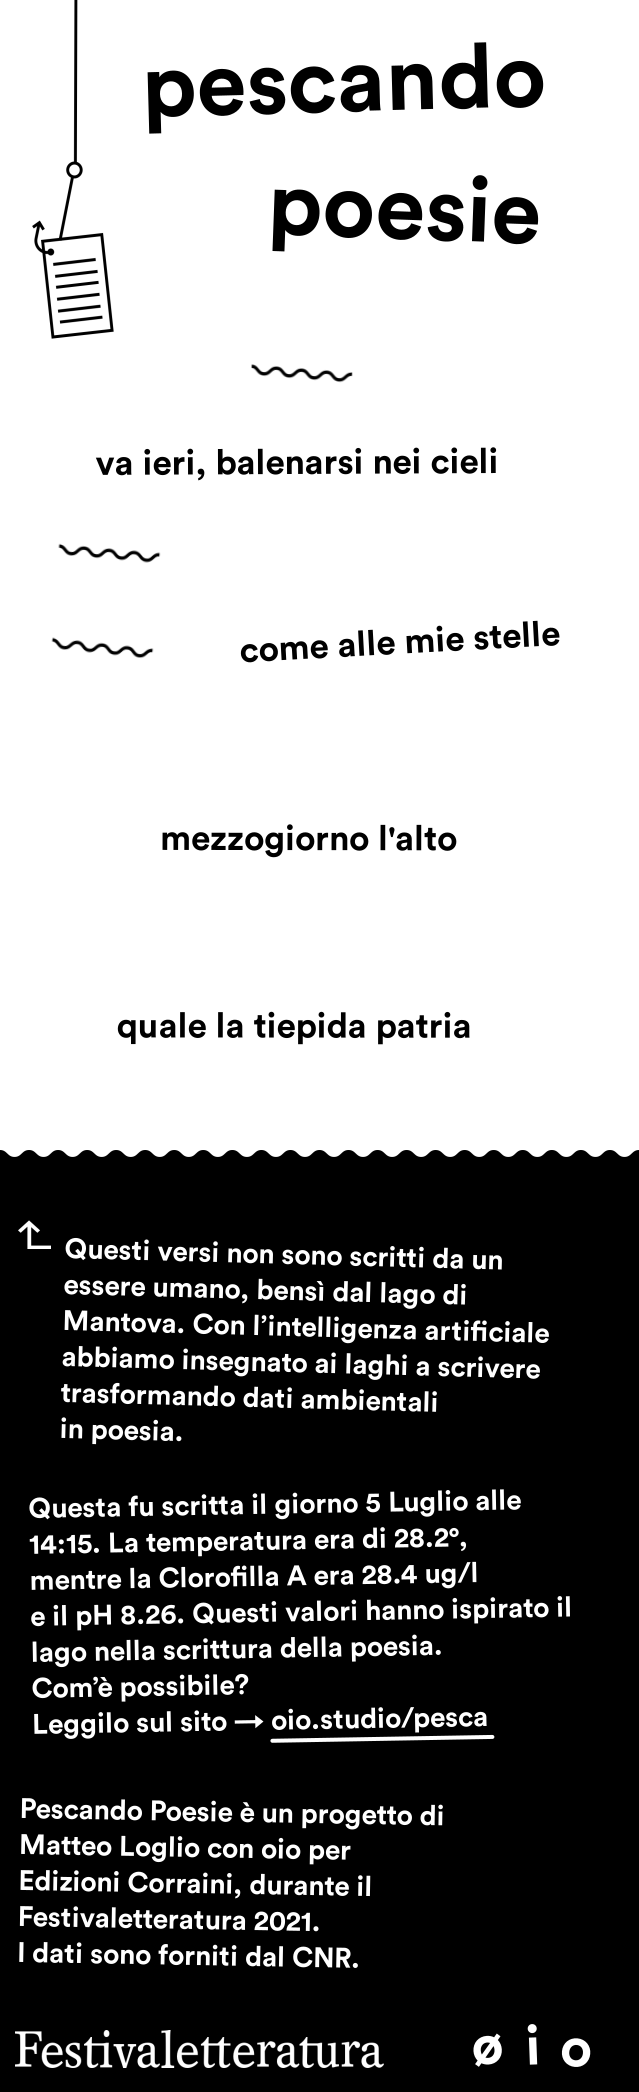 pescando
poesie
va ieri, balenarsi nei cieli
come alle mie stelle
mezzogiorno l'alto
quale la tiepida patria
Questi versi non sono scritti da un
essere umano, bensì dal lago di
Mantova. Con l’intelligenza artificiale
abbiamo insegnato ai laghi a scrivere
trasformando dati ambientali
in poesia.
Questa fu scritta il giorno 5 Luglio alle
14:15. La temperatura era di 28.2°,
mentre la Clorofilla A era 28.4 ug/l
e il pH 8.26. Questi valori hanno ispirato il
lago nella scrittura della poesia.
Com’è possibile?
Leggilo sul sito → oio.studio/pesca
Pescando Poesie è un progetto di
Matteo Loglio con oio per
Edizioni Corraini, durante il
Festivaletteratura 2021.
I dati sono forniti dal CNR.
Festivaletteratura ø i o